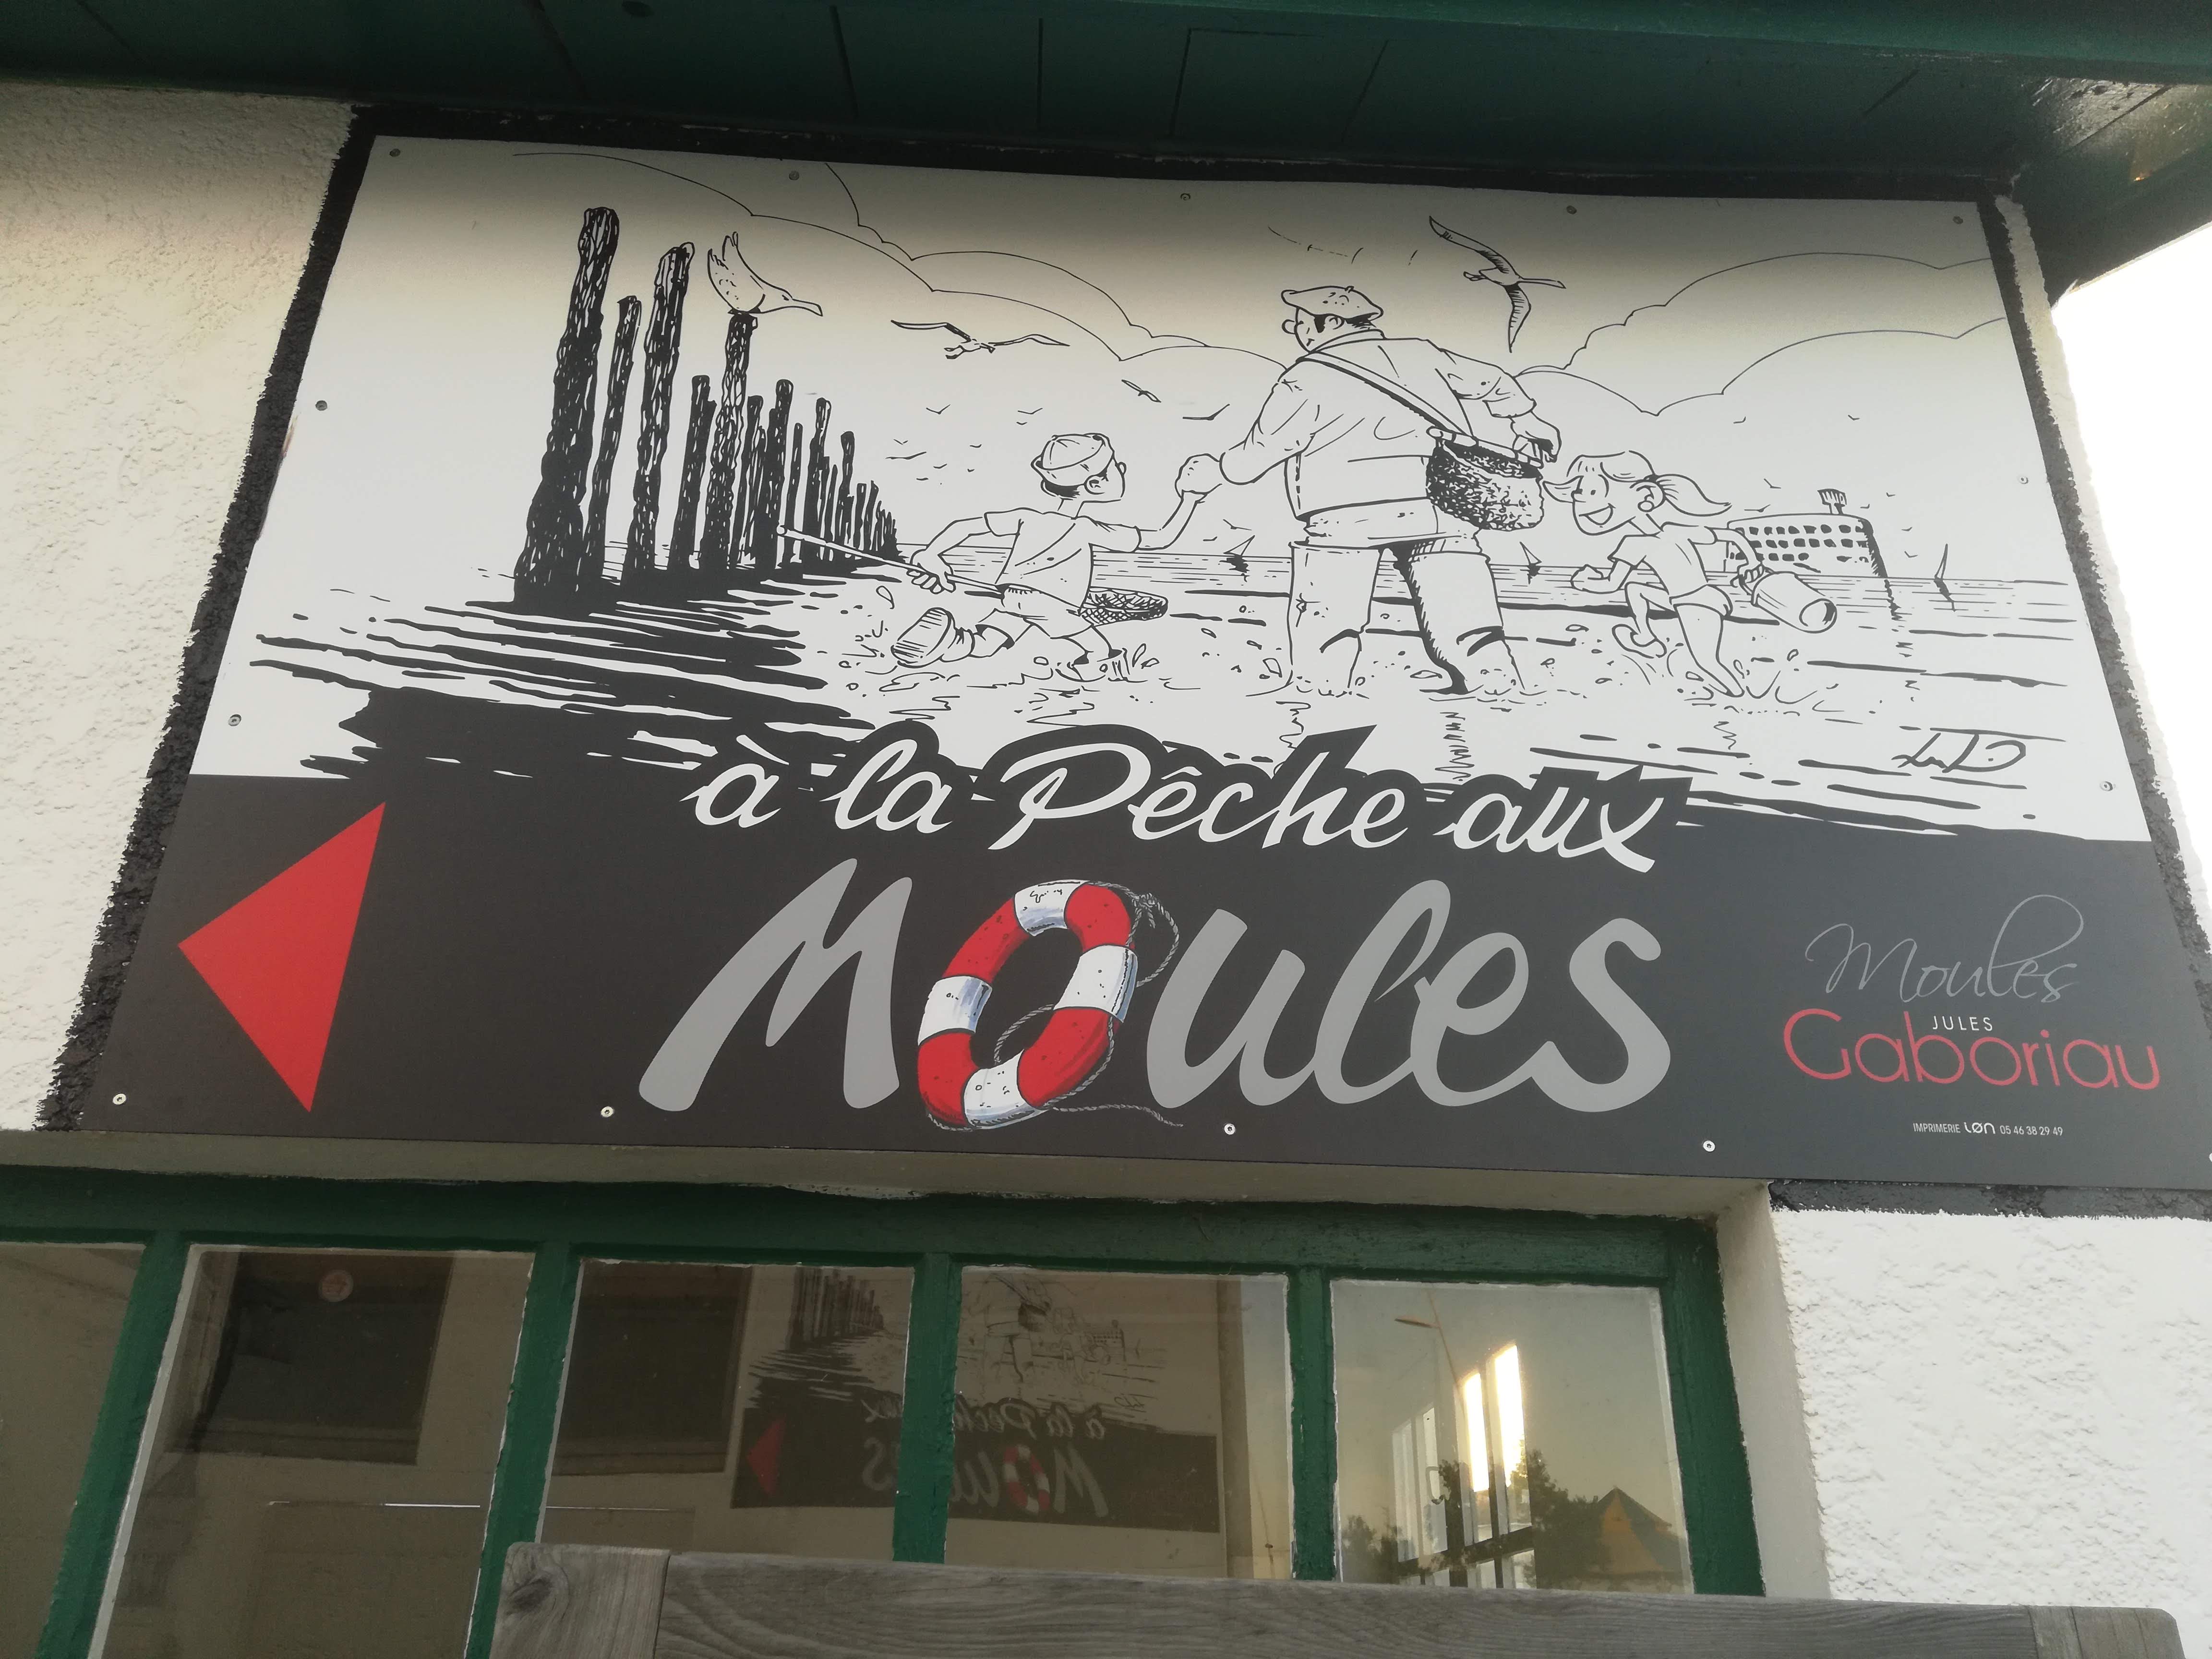 à la Pêche aux
Moules
Moules
JULES
Gaboriau
IMPRIMERIE LØN 05 46 38 29 49